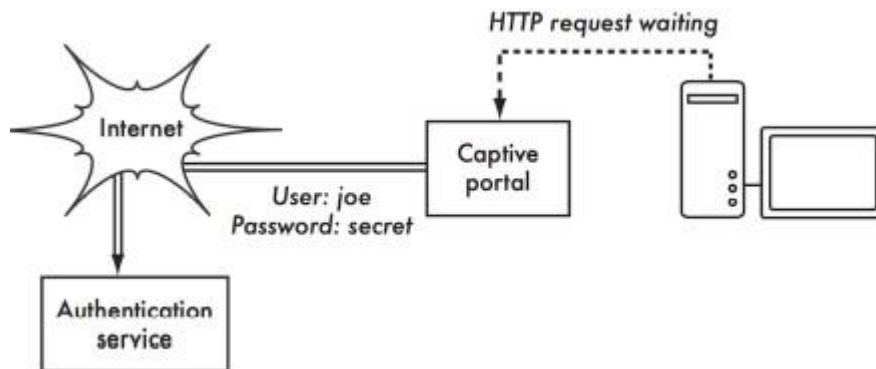 HTTP request waiting
Internet
Captive
portal
User: joe
Password: secret
Authentication
service